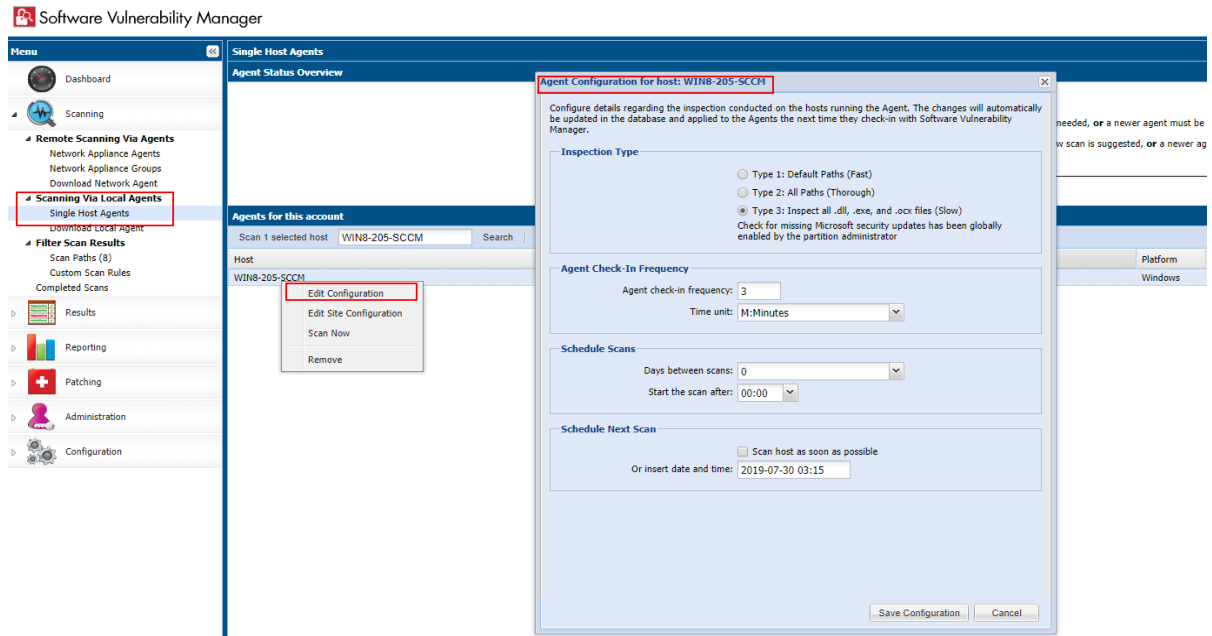 Software Vulnerability Manager
Menu
Dashboard
Scanning
Remote Scanning Via Agents
Network Appliance Agents
Network Appliance Groups
Download Network Agent
Scanning Via Local Agents
Single Host Agents
Download Local Agent
Filter Scan Results
Scan Paths (8)
Custom Scan Rules
Completed Scans
Results
Reporting
Patching
Administration
Configuration
Single Host Agents
Agent Status Overview
needed, or a newer agent must be
w scan is suggested, or a newer ag
Agents for this account
Scan 1 selected host WIN8-205-SCCM Search
Host Platform
WIN8-205-SCCM Windows
Edit Configuration
Edit Site Configuration
Scan Now
Remove
Agent Configuration for host: WIN8-205-SCCM
Configure details regarding the inspection conducted on the hosts running the Agent. The changes will automatically
be updated in the database and applied to the Agents the next time they check-in with Software Vulnerability
Manager.
Inspection Type
Type 1: Default Paths (Fast)
Type 2: All Paths (Thorough)
Type 3: Inspect all .dll, .exe, and .ocx files (Slow)
Check for missing Microsoft security updates has been globally
enabled by the partition administrator
Agent Check-In Frequency
Agent check-in frequency: 3
Time unit: M:Minutes
Schedule Scans
Days between scans: 0
Start the scan after: 00:00
Schedule Next Scan
Scan host as soon as possible
Or insert date and time: 2019-07-30 03:15
Save Configuration Cancel